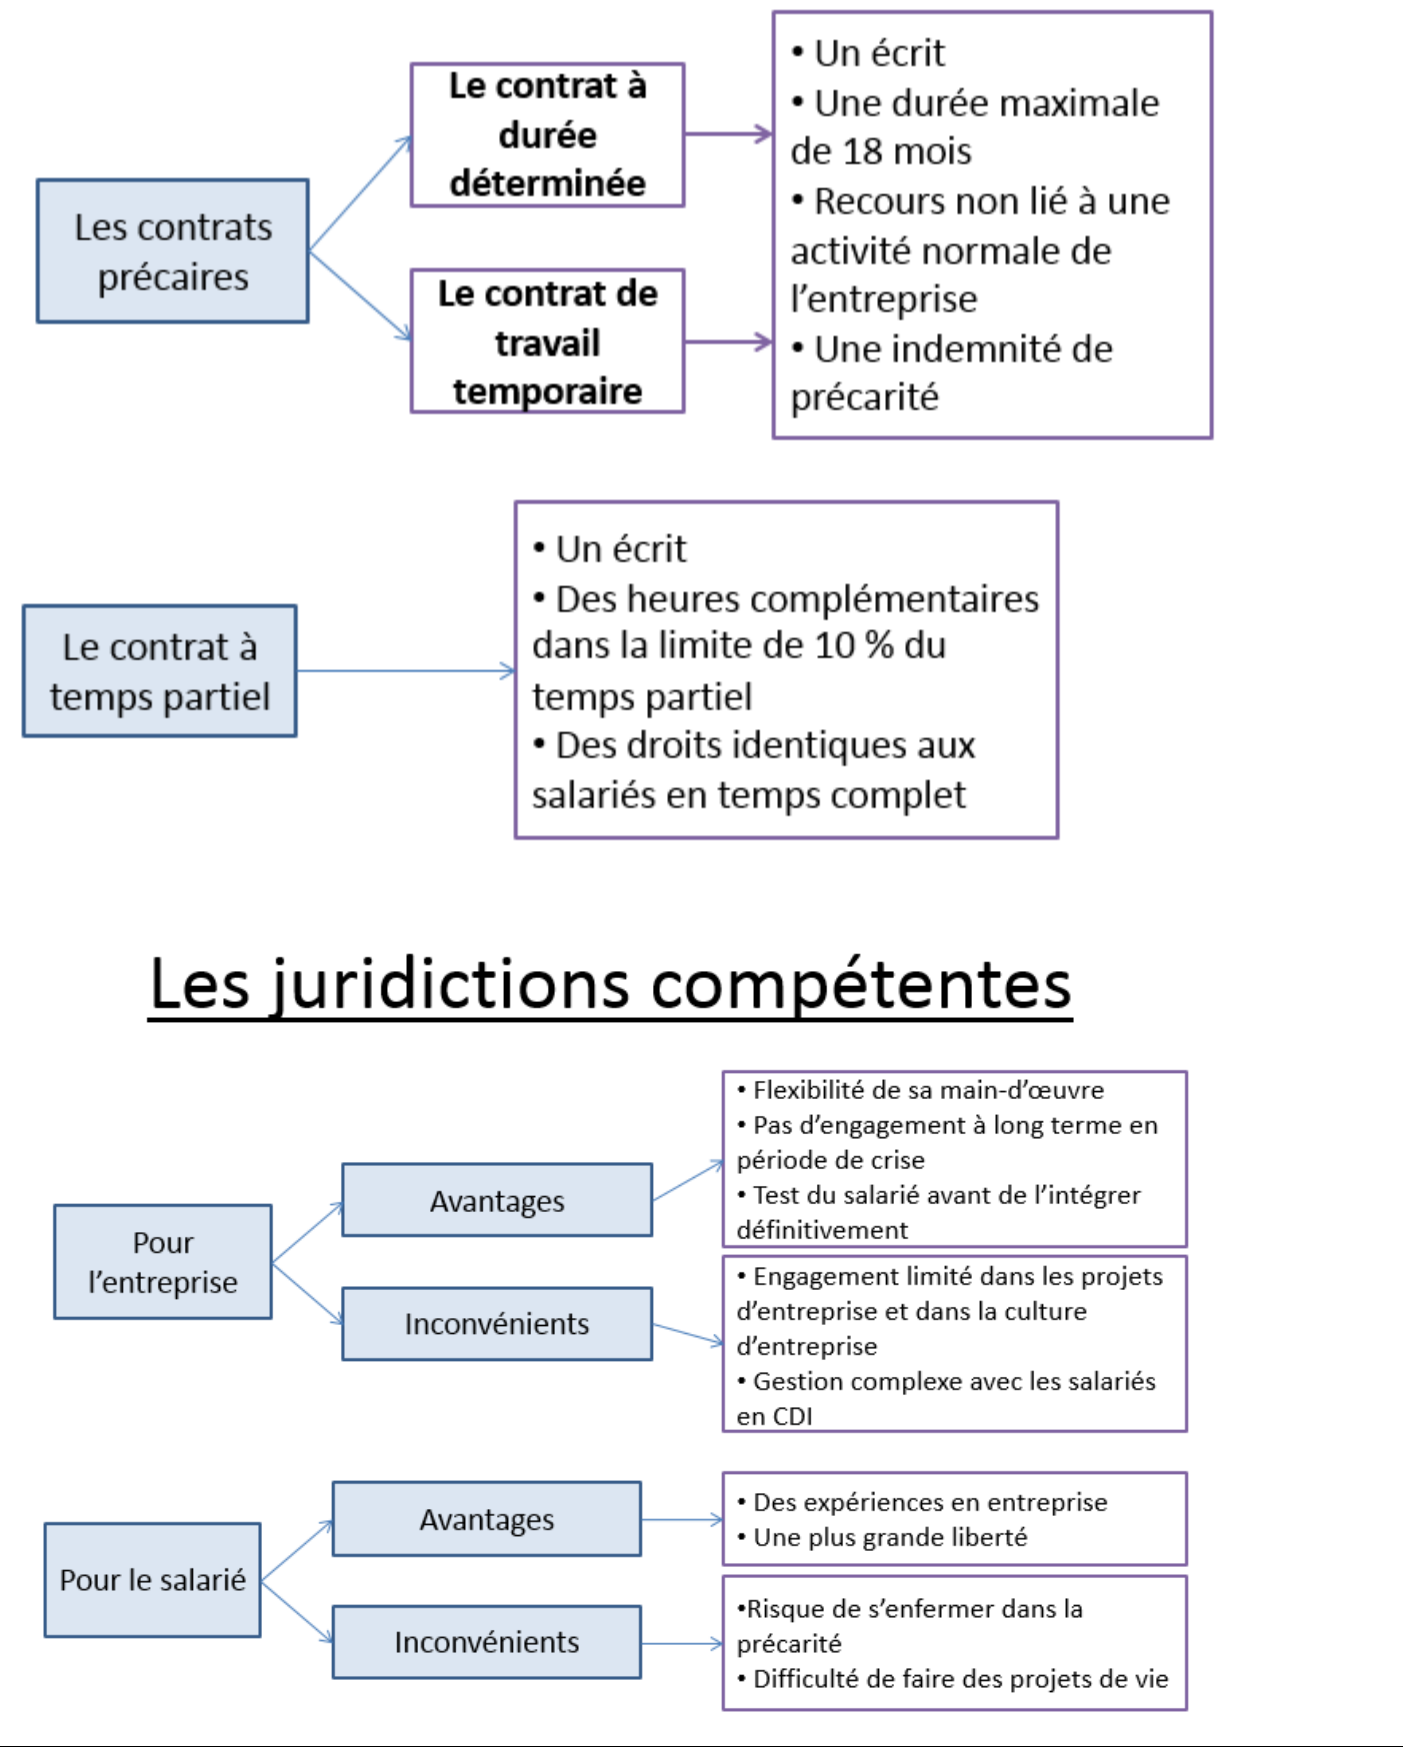 Les contrats
précaires
Le contrat à
durée
déterminée
Le contrat de
travail
temporaire
• Un écrit
• Une durée maximale
de 18 mois
• Recours non lié à une
activité normale de
l’entreprise
• Une indemnité de
précarité
Le contrat à
temps partiel
• Un écrit
• Des heures complémentaires
dans la limite de 10 % du
temps partiel
• Des droits identiques aux
salariés en temps complet
Les juridictions compétentes
Pour
l’entreprise
Avantages
• Flexibilité de sa main-d’œuvre
• Pas d’engagement à long terme en
période de crise
• Test du salarié avant de l’intégrer
définitivement
Inconvénients
• Engagement limité dans les projets
d’entreprise et dans la culture
d’entreprise
• Gestion complexe avec les salariés
en CDI
Pour le salarié
Avantages
• Des expériences en entreprise
• Une plus grande liberté
Inconvénients
•Risque de s’enfermer dans la
précarité
• Difficulté de faire des projets de vie